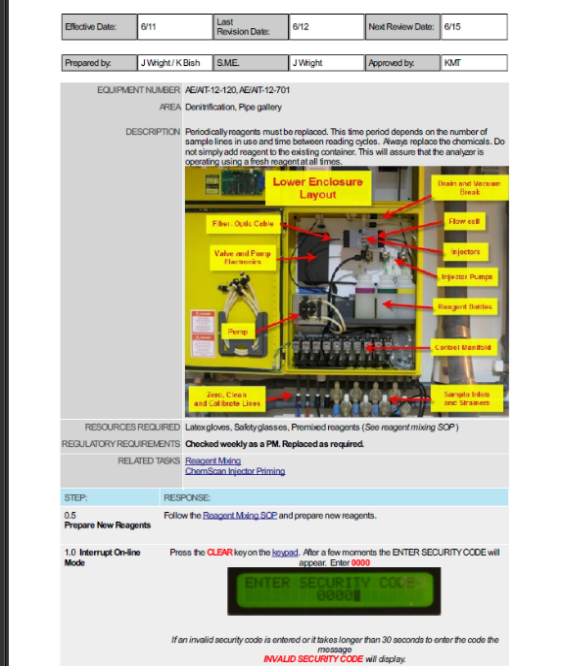 Effective Date: 6/11 Last Revision Date: 6/12 Next Review Date: 6/15
Prepared by: J Wright / K Bish S.M.E. J Wright Approved by: KMT
EQUIPMENT NUMBER AE/AIT-12-120, AE/AIT-12-701
AREA Denitrification, Pipe gallery
DESCRIPTION Periodically reagents must be replaced. This time period depends on the number of
sample lines in use and time between reading cycles. Always replace the chemicals. Do
not simply add reagent to the existing container. This will assure that the analyzer is
operating using a fresh reagent at all times.
Lower Enclosure
Layout
Drain and Vacuum
Break
Fiber. Optic Cable
Flow cell
Valve and Pump
Electronics
Injectors
Injector Pumps
Reagent Bottles
Pump
Control Manifold
Zero, Clean
and Calibrate Lines
Sample Inlets
and Strainers
RESOURCES REQUIRED Latex gloves, Safety glasses, Premixed reagents (See reagent mixing SOP)
REGULATORY REQUIREMENTS Checked weekly as a PM. Replaced as required.
RELATED TASKS Reagent Mixing
ChemScan Injector Priming
STEP: RESPONSE:
0.5
Prepare New Reagents
Follow the Reagent Mixing SOP and prepare new reagents.
1.0 Interrupt On-line
Mode
Press the CLEAR key on the keypad. After a few moments the ENTER SECURITY CODE will
appear. Enter 0000
ENTER SECURITY CODE
0000
If an invalid security code is entered or it takes longer than 30 seconds to enter the code the
message
INVALID SECURITY CODE will display.